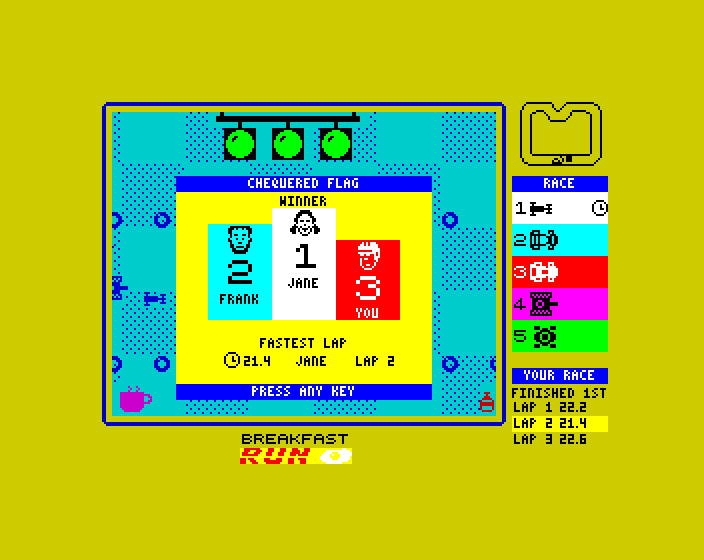 CHEQUERED FLAG
WINNER
1
JANE
2
FRANK
3
YOU
FASTEST LAP
21.4 JANE LAP 2
PRESS ANY KEY
RACE
1
2
3
4
5
YOUR RACE
FINISHED 1ST
LAP 1 22.2
LAP 2 21.4
LAP 3 22.6
BREAKFAST
RUN